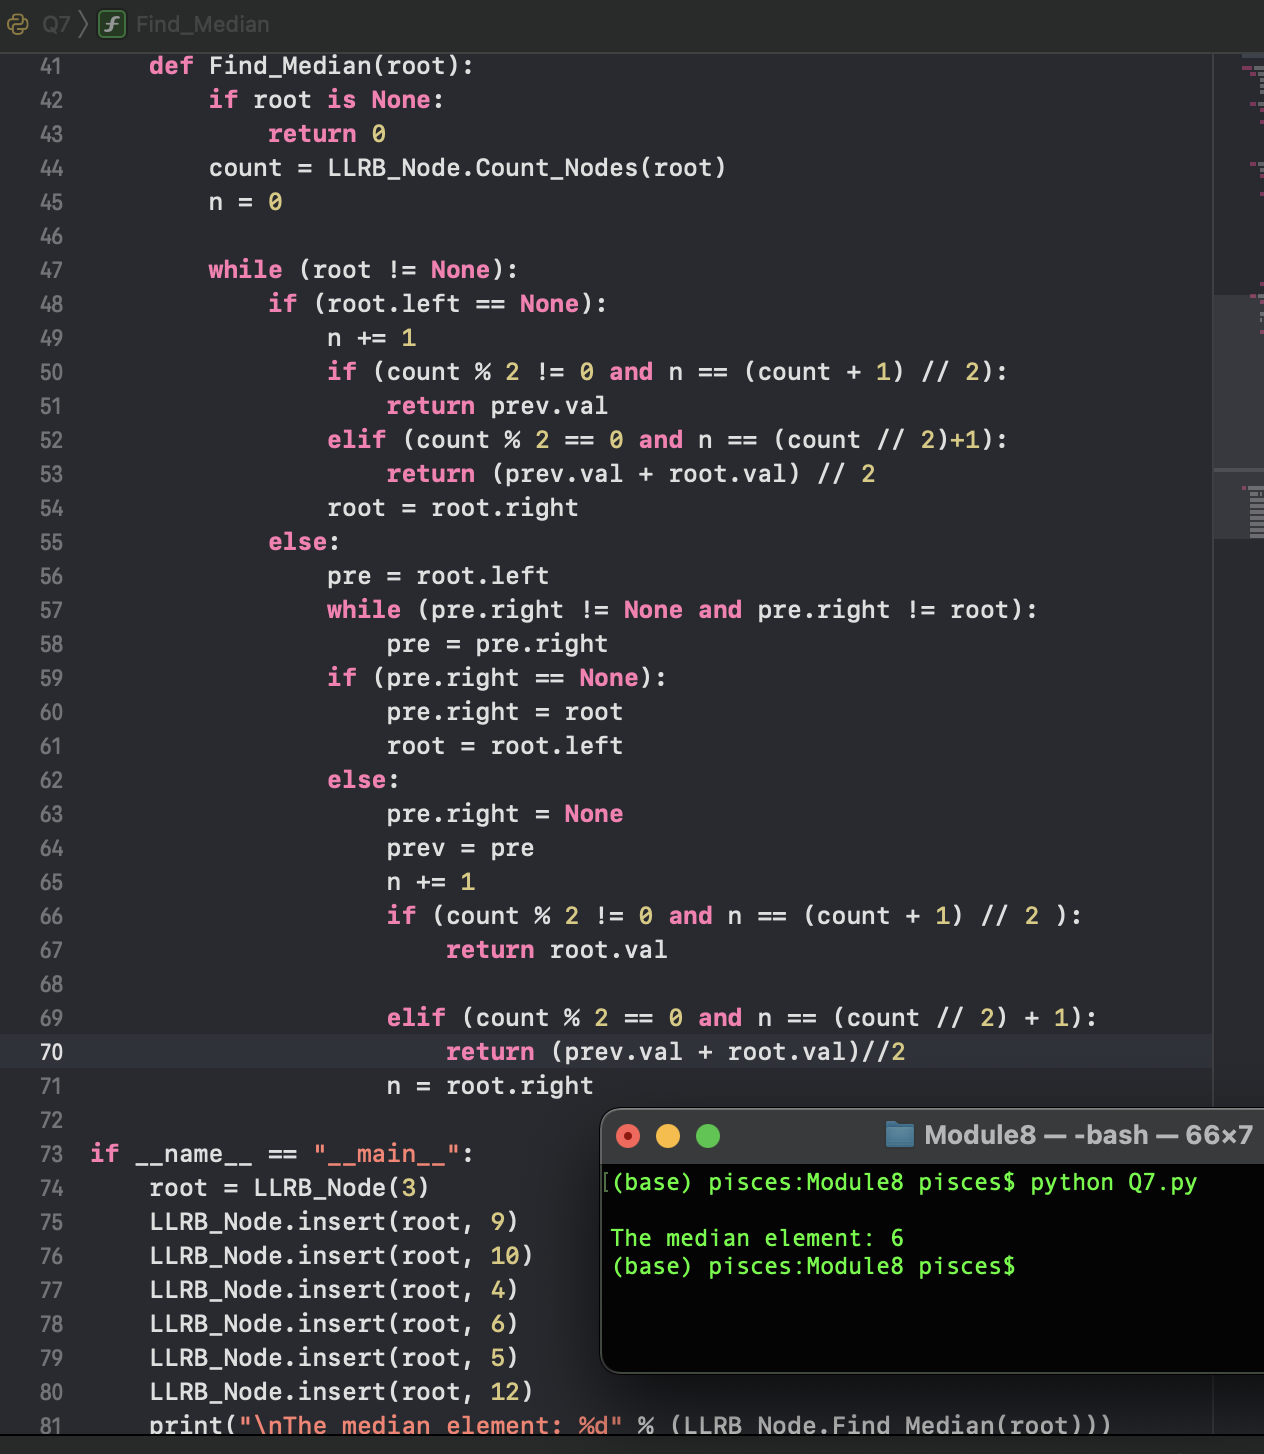 Q7 Find_Median
41 def Find_Median(root):
42 if root is None:
43 return 0
44 count = LLRB_Node.Count_Nodes(root)
45 n = 0
46
47 while (root != None):
48 if (root.left == None):
49 n += 1
50 if (count % 2 != 0 and n == (count + 1) // 2):
51 return prev.val
52 elif (count % 2 == 0 and n == (count // 2)+1):
53 return (prev.val + root.val) // 2
54 root = root.right
55 else:
56 pre = root.left
57 while (pre.right != None and pre.right != root):
58 pre = pre.right
59 if (pre.right == None):
60 pre.right = root
61 root = root.left
62 else:
63 pre.right = None
64 prev = pre
65 n += 1
66 if (count % 2 != 0 and n == (count + 1) // 2 ):
67 return root.val
68
69 elif (count % 2 == 0 and n == (count // 2) + 1):
70 return (prev.val + root.val)//2
71 n = root.right
72
73 if __name__ == "__main__":
74 root = LLRB_Node(3)
75 LLRB_Node.insert(root, 9)
76 LLRB_Node.insert(root, 10)
77 LLRB_Node.insert(root, 4)
78 LLRB_Node.insert(root, 6)
79 LLRB_Node.insert(root, 5)
80 LLRB_Node.insert(root, 12)
81 print("\nThe median element: %d" % (LLRB_Node.Find_Median(root)))
Module8 — -bash — 66×7
[(base) pisces:Module8 pisces$ python Q7.py
The median element: 6
(base) pisces:Module8 pisces$